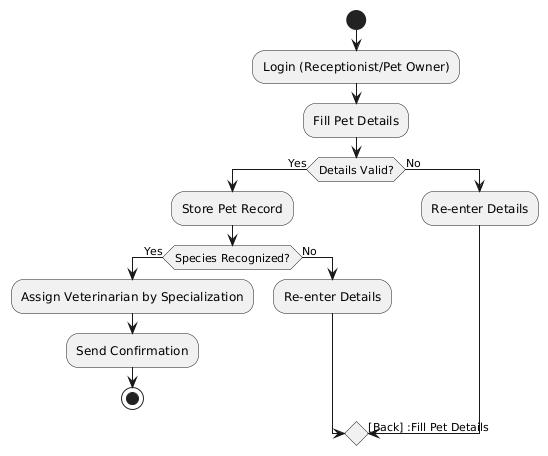 Login (Receptionist/Pet Owner)
Fill Pet Details
Yes
Details Valid?
No
Store Pet Record
Re-enter Details
Yes
Species Recognized?
No
Assign Veterinarian by Specialization
Re-enter Details
Send Confirmation
[Back] :Fill Pet Details